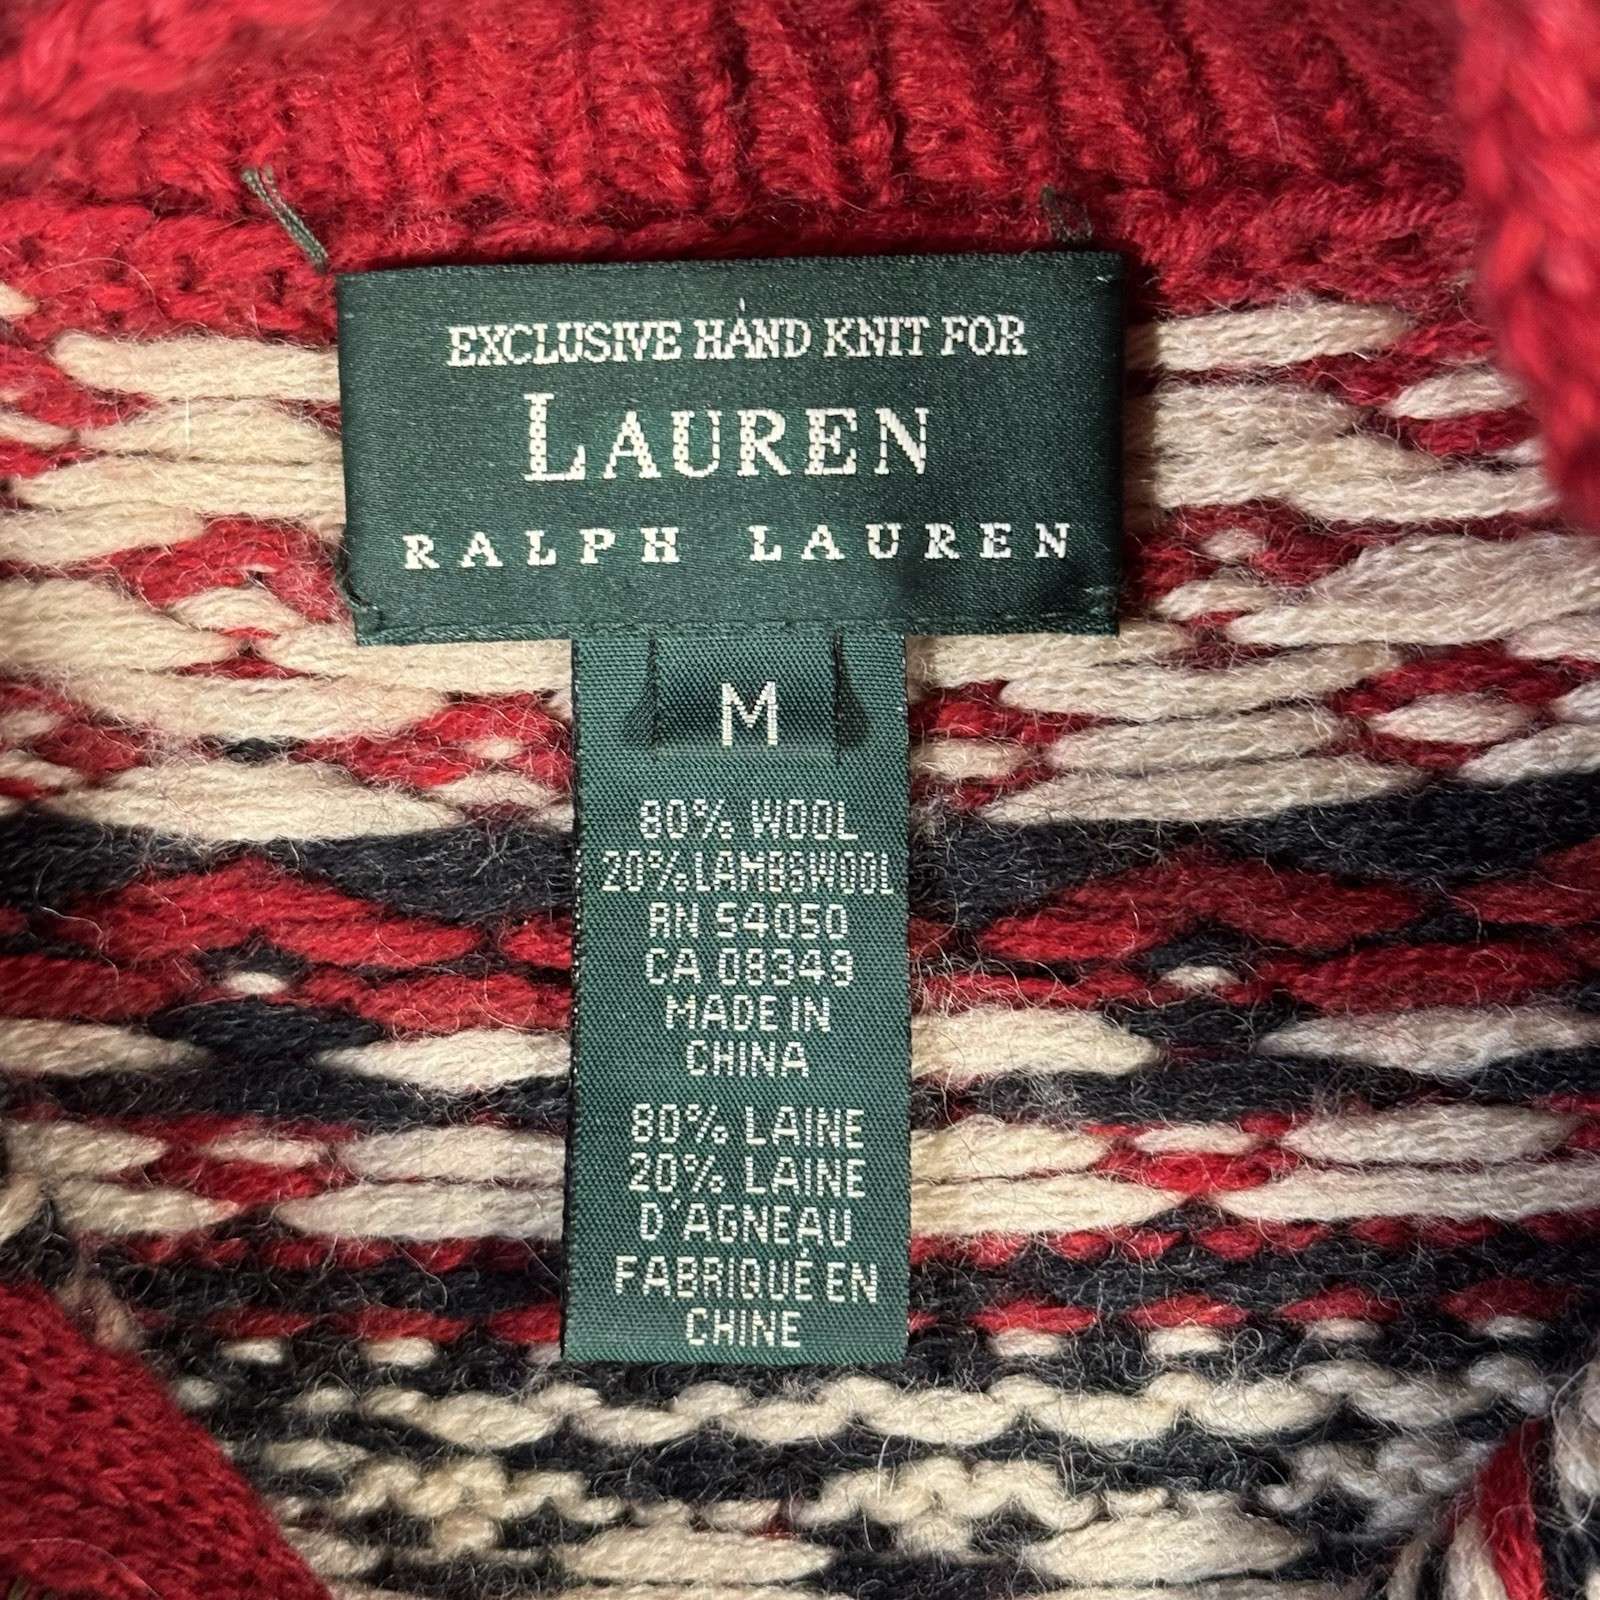 EXCLUSIVE HAND KNIT FOR
LAUREN
RALPH LAUREN
M
80% WOOL
20% LAMBSWOOL
RN 54050
CA 08349
MADE IN
CHINA
80% LAINE
20% LAINE
D'AGNEAU
FABRIQUÉ EN
CHINE